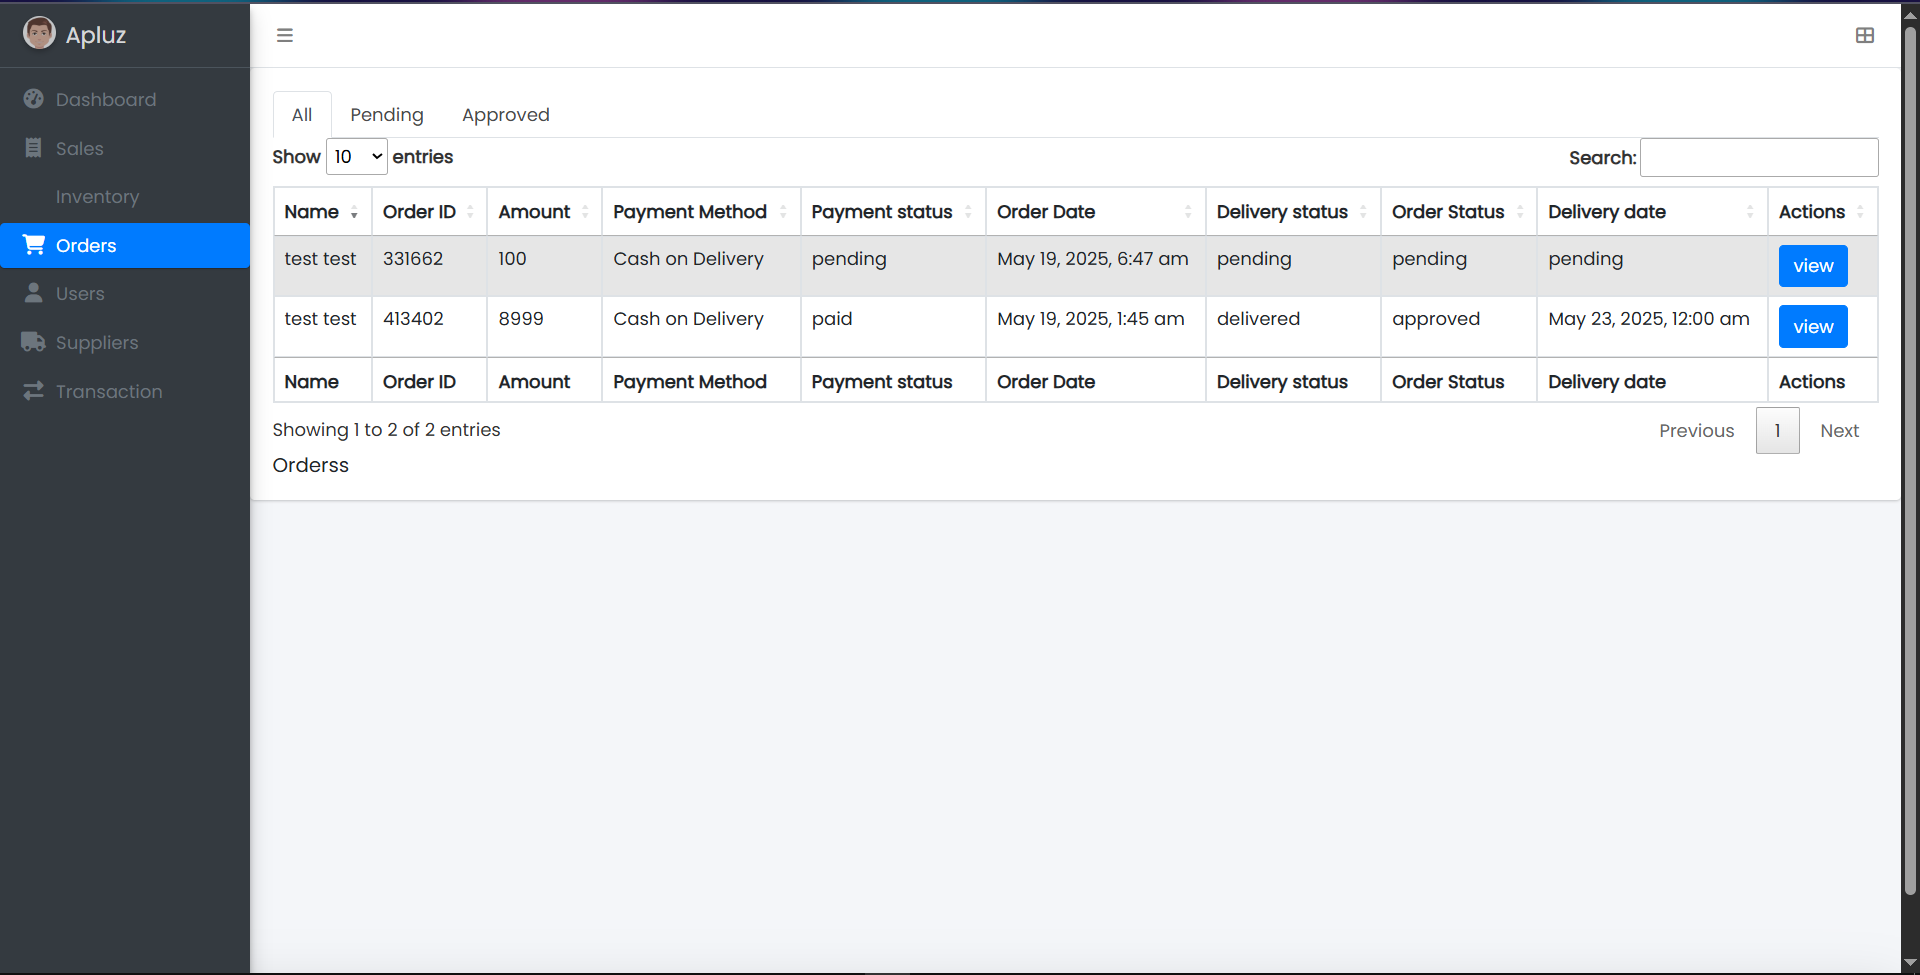 Apluz
Dashboard
Sales
Inventory
Orders
Users
Suppliers
Transaction
All Pending Approved
Show 10 entries Search:
Name Order ID Amount Payment Method Payment status Order Date Delivery status Order Status Delivery date Actions
test test 331662 100 Cash on Delivery pending May 19, 2025, 6:47 am pending pending pending view
test test 413402 8999 Cash on Delivery paid May 19, 2025, 1:45 am delivered approved May 23, 2025, 12:00 am view
Name Order ID Amount Payment Method Payment status Order Date Delivery status Order Status Delivery date Actions
Showing 1 to 2 of 2 entries Previous 1 Next
Orderss